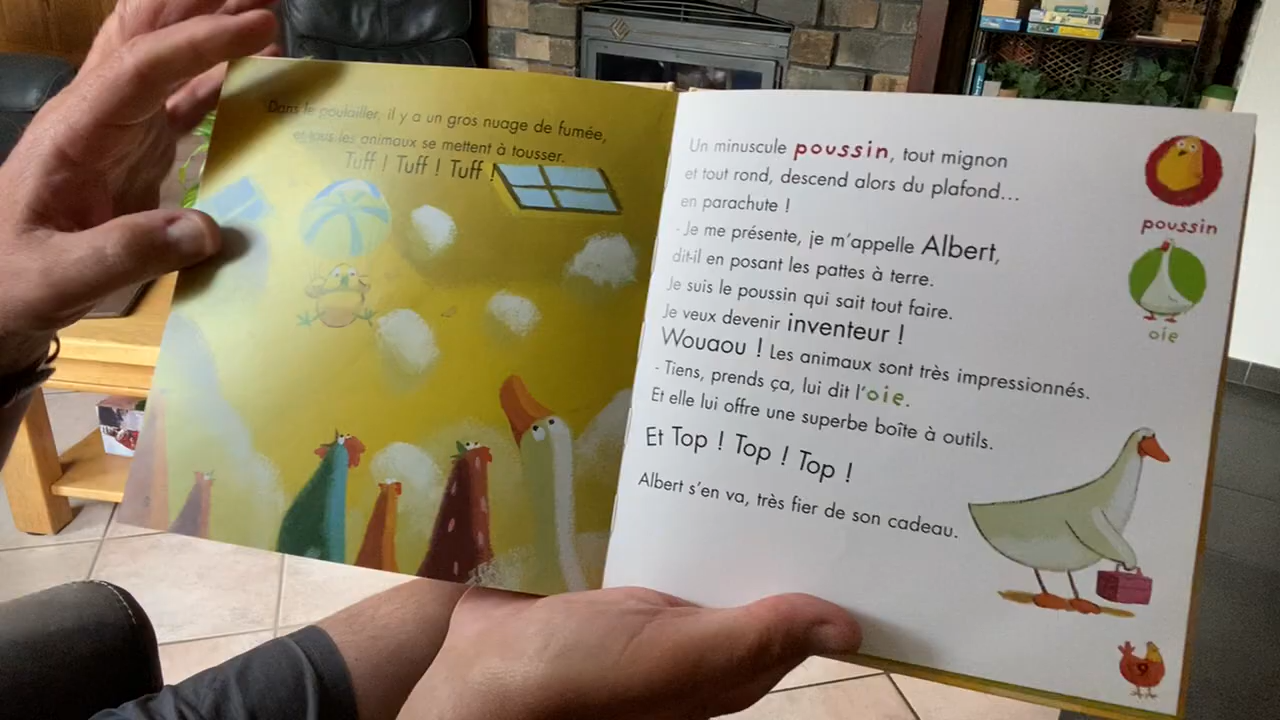 Dans le poulailler, il y a un gros nuage de fumée,
et tous les animaux se mettent à tousser.
Tuff ! Tuff ! Tuff !
Un minuscule poussin, tout mignon
et tout rond, descend alors du plafond...
en parachute !
- Je me présente, je m'appelle Albert,
dit-il en posant les pattes à terre.
Je suis le poussin qui sait tout faire.
Je veux devenir inventeur !
Wouaou ! Les animaux sont très impressionnés.
- Tiens, prends ça, lui dit l'oie.
Et elle lui offre une superbe boîte à outils.
Et Top ! Top ! Top !
Albert s'en va, très fier de son cadeau.
poussin
oie
9